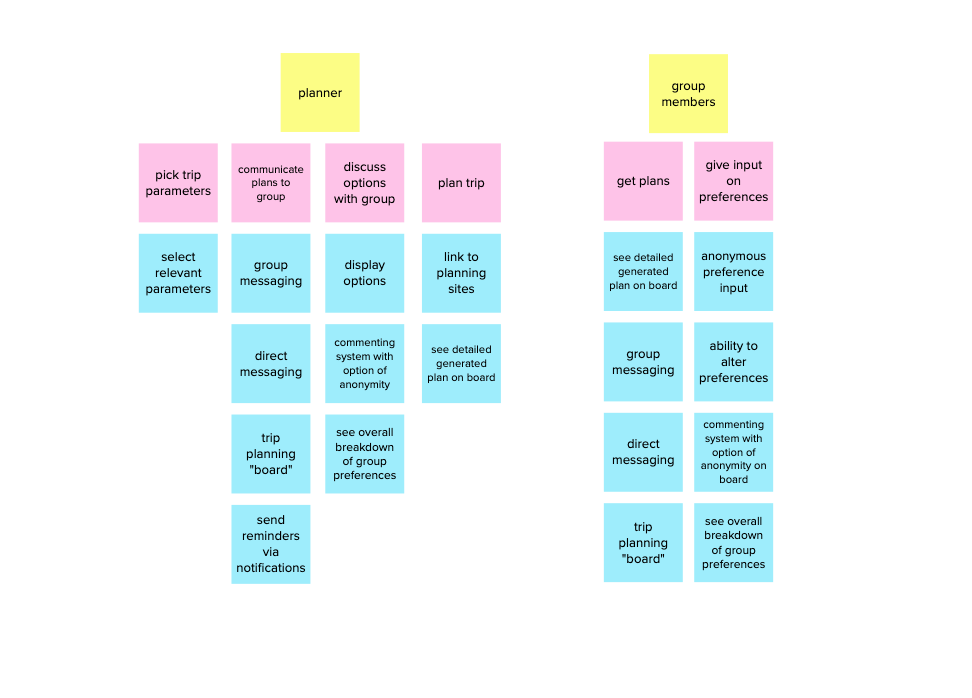 planner
group
members
pick trip
parameters
communicate
plans to
group
discuss
options
with group
plan trip
get plans
give input
on
preferences
select
relevant
parameters
group
messaging
display
options
link to
planning
sites
see detailed
generated
plan on board
anonymous
preference
input
direct
messaging
commenting
system with
option of
anonymity
see detailed
generated
plan on board
group
messaging
ability to
alter
preferences
trip
planning
"board"
see overall
breakdown
of group
preferences
direct
messaging
commenting
system with
option of
anonymity on
board
send
reminders
via
notifications
trip
planning
"board"
see overall
breakdown
of group
preferences